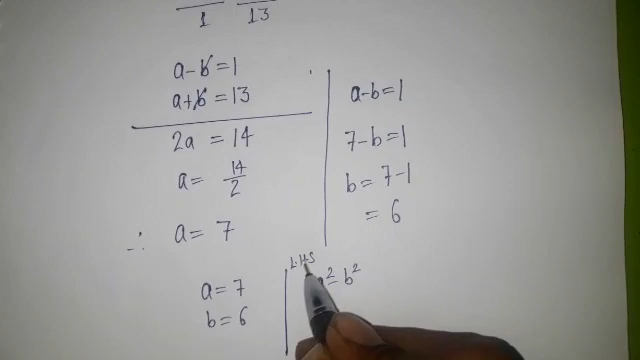 1 13
a-b=1
a+b=13
2a = 14
a= 14/2
∴ a= 7
a-b=1
7-b=1
b= 7-1
= 6
a=7
b=6
L.H.S
a²-b²